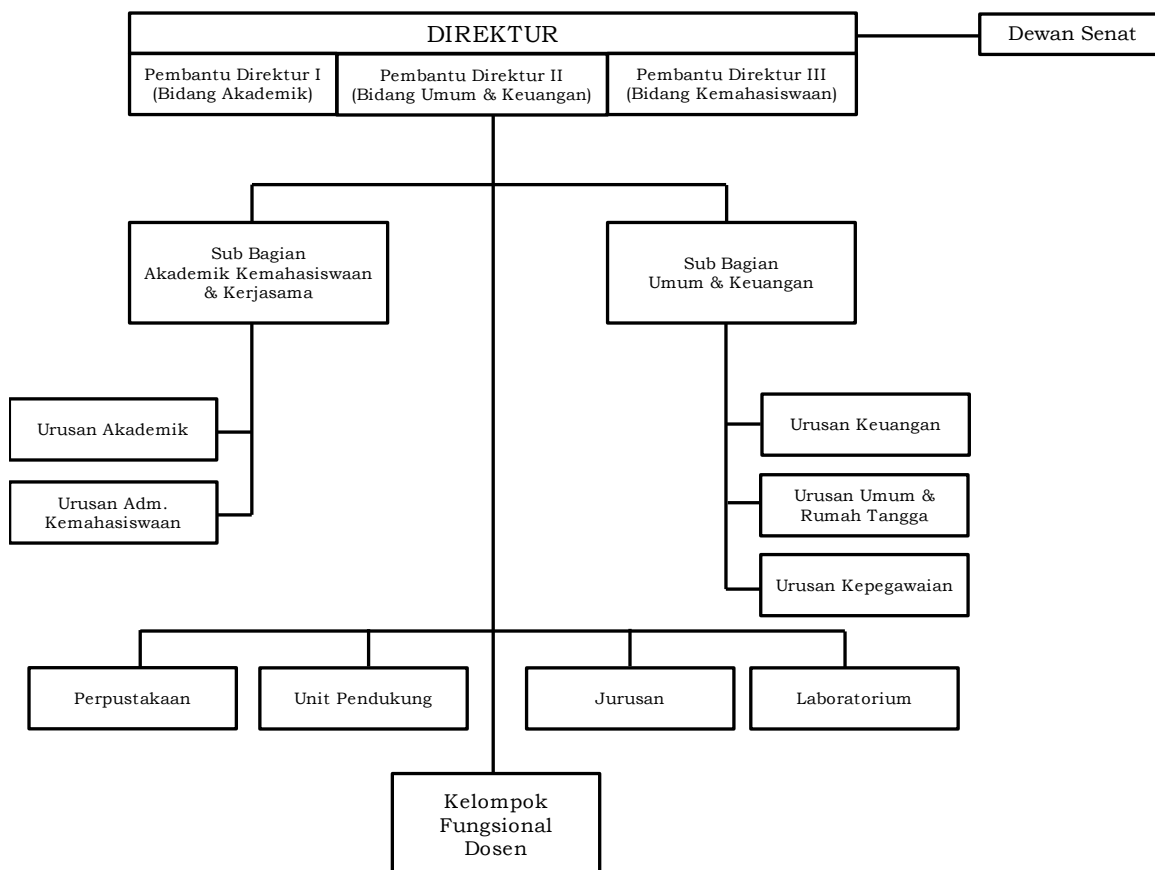 DIREKTUR
Dewan Senat
Pembantu Direktur I
(Bidang Akademik)
Pembantu Direktur II
(Bidang Umum & Keuangan)
Pembantu Direktur III
(Bidang Kemahasiswaan)
Sub Bagian
Akademik Kemahasiswaan
& Kerjasama
Sub Bagian
Umum & Keuangan
Urusan Akademik
Urusan Adm.
Kemahasiswaan
Urusan Keuangan
Urusan Umum &
Rumah Tangga
Urusan Kepegawaian
Perpustakaan
Unit Pendukung
Jurusan
Laboratorium
Kelompok
Fungsional
Dosen